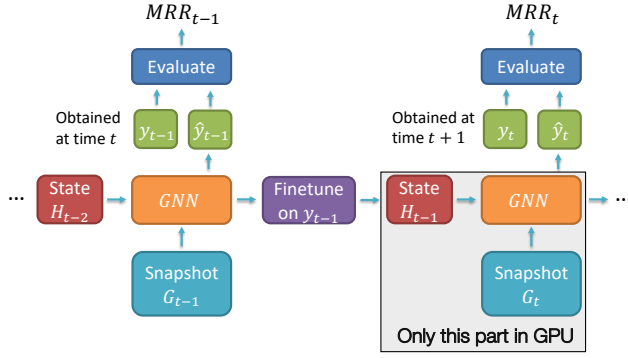 MRR_{t−1}
MRR_t
Evaluate
Evaluate
Obtained
at time t
y_{t−1}
ŷ_{t−1}
Obtained at
time t + 1
y_t
ŷ_t
...
State
H_{t−2}
GNN
Finetune
on y_{t−1}
State
H_{t−1}
GNN
...
Snapshot
G_{t−1}
Snapshot
G_t
Only this part in GPU